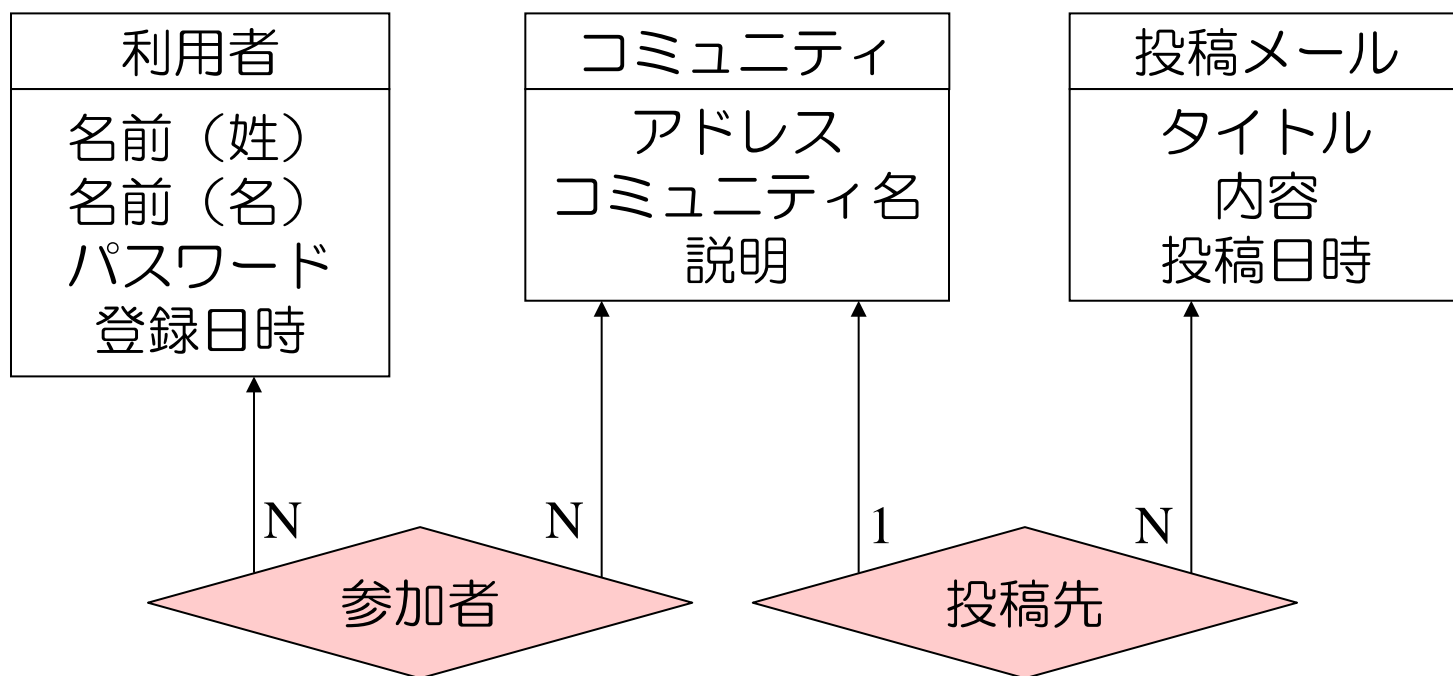 利用者
名前（姓）
名前（名）
パスワード
登録日時
コミュニティ
アドレス
コミュニティ名
説明
投稿メール
タイトル
内容
投稿日時
N
N
1
N
参加者
投稿先